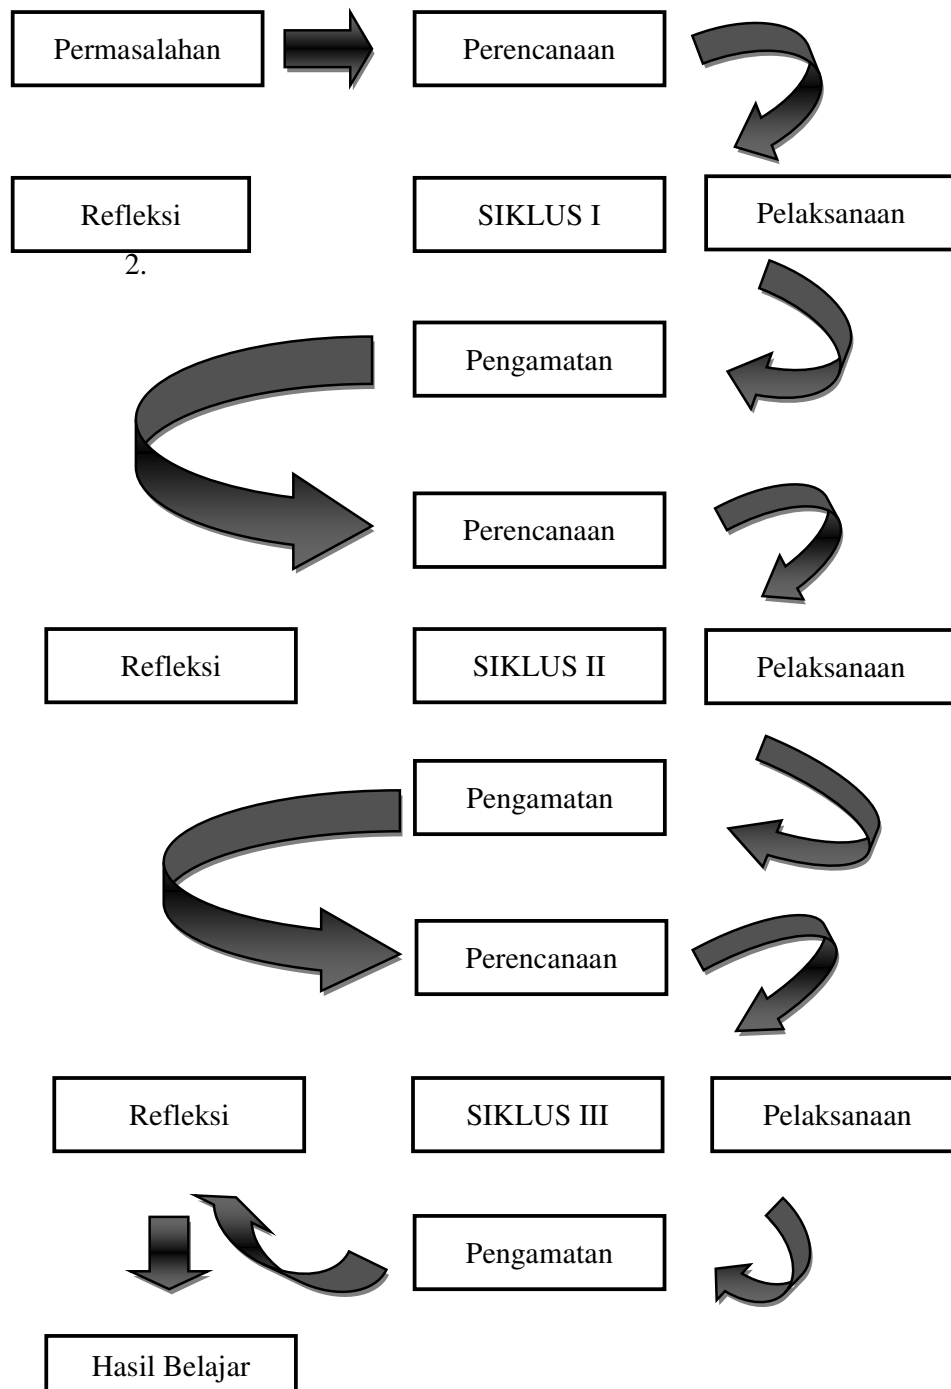 Permasalahan
Perencanaan
Refleksi
SIKLUS I
Pelaksanaan
2.
Pengamatan
Perencanaan
Refleksi
SIKLUS II
Pelaksanaan
Pengamatan
Perencanaan
Refleksi
SIKLUS III
Pelaksanaan
Pengamatan
Hasil Belajar